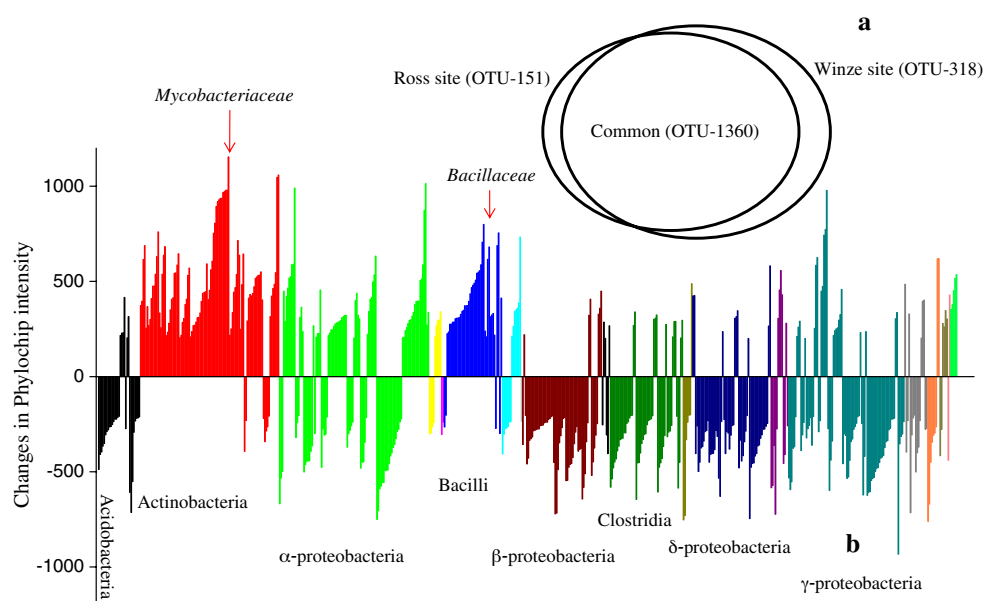 a
Ross site (OTU-151)
Winze site (OTU-318)
Common (OTU-1360)
Mycobacteriaceae
Bacillaceae
Changes in Phylochip intensity
1000
500
0
-500
-1000
Acidobacteria
Actinobacteria
α-proteobacteria
Bacilli
β-proteobacteria
Clostridia
δ-proteobacteria
b
γ-proteobacteria